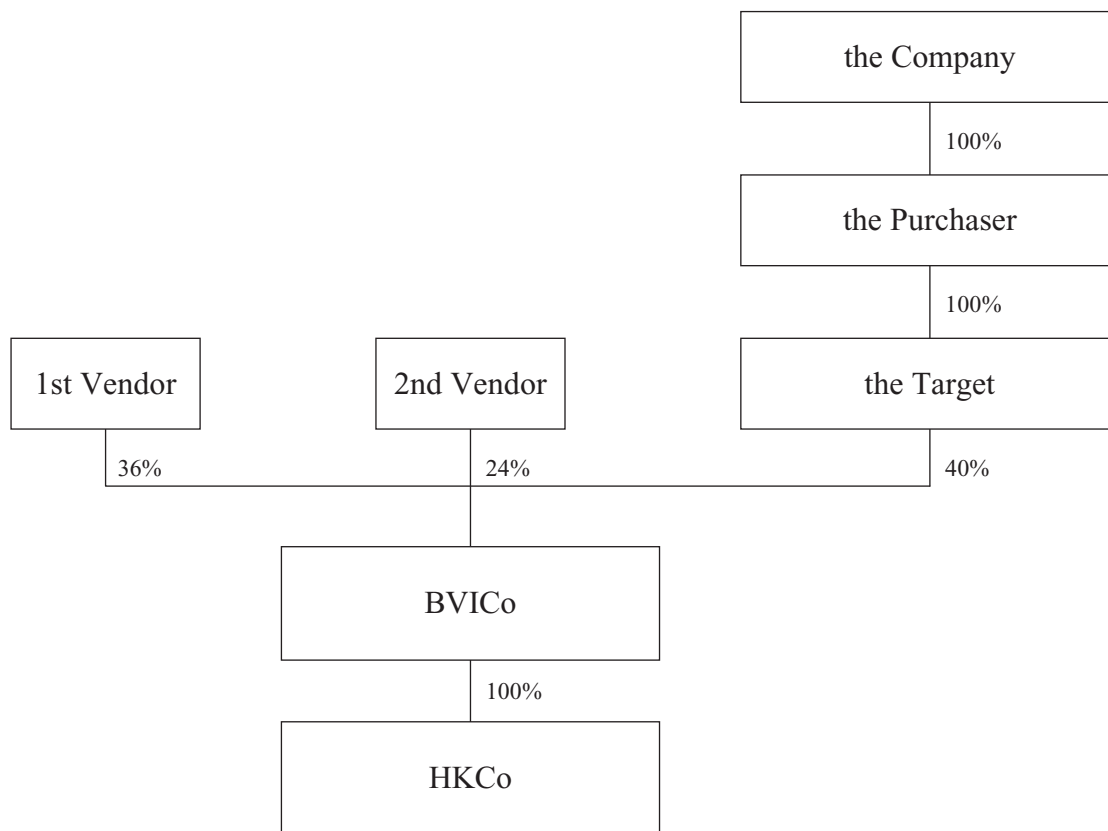 the Company
100%
the Purchaser
100%
1st Vendor
2nd Vendor
the Target
36%
24%
40%
BVICo
100%
HKCo